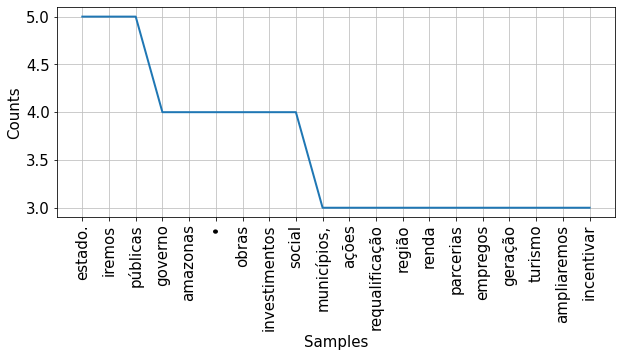 5.0
4.5
4.0
3.5
3.0
Counts
estado.
iremos
públicas
governo
amazonas
•
obras
investimentos
social
municípios,
ações
requalificação
região
renda
parcerias
empregos
geração
turismo
ampliaremos
incentivar
Samples